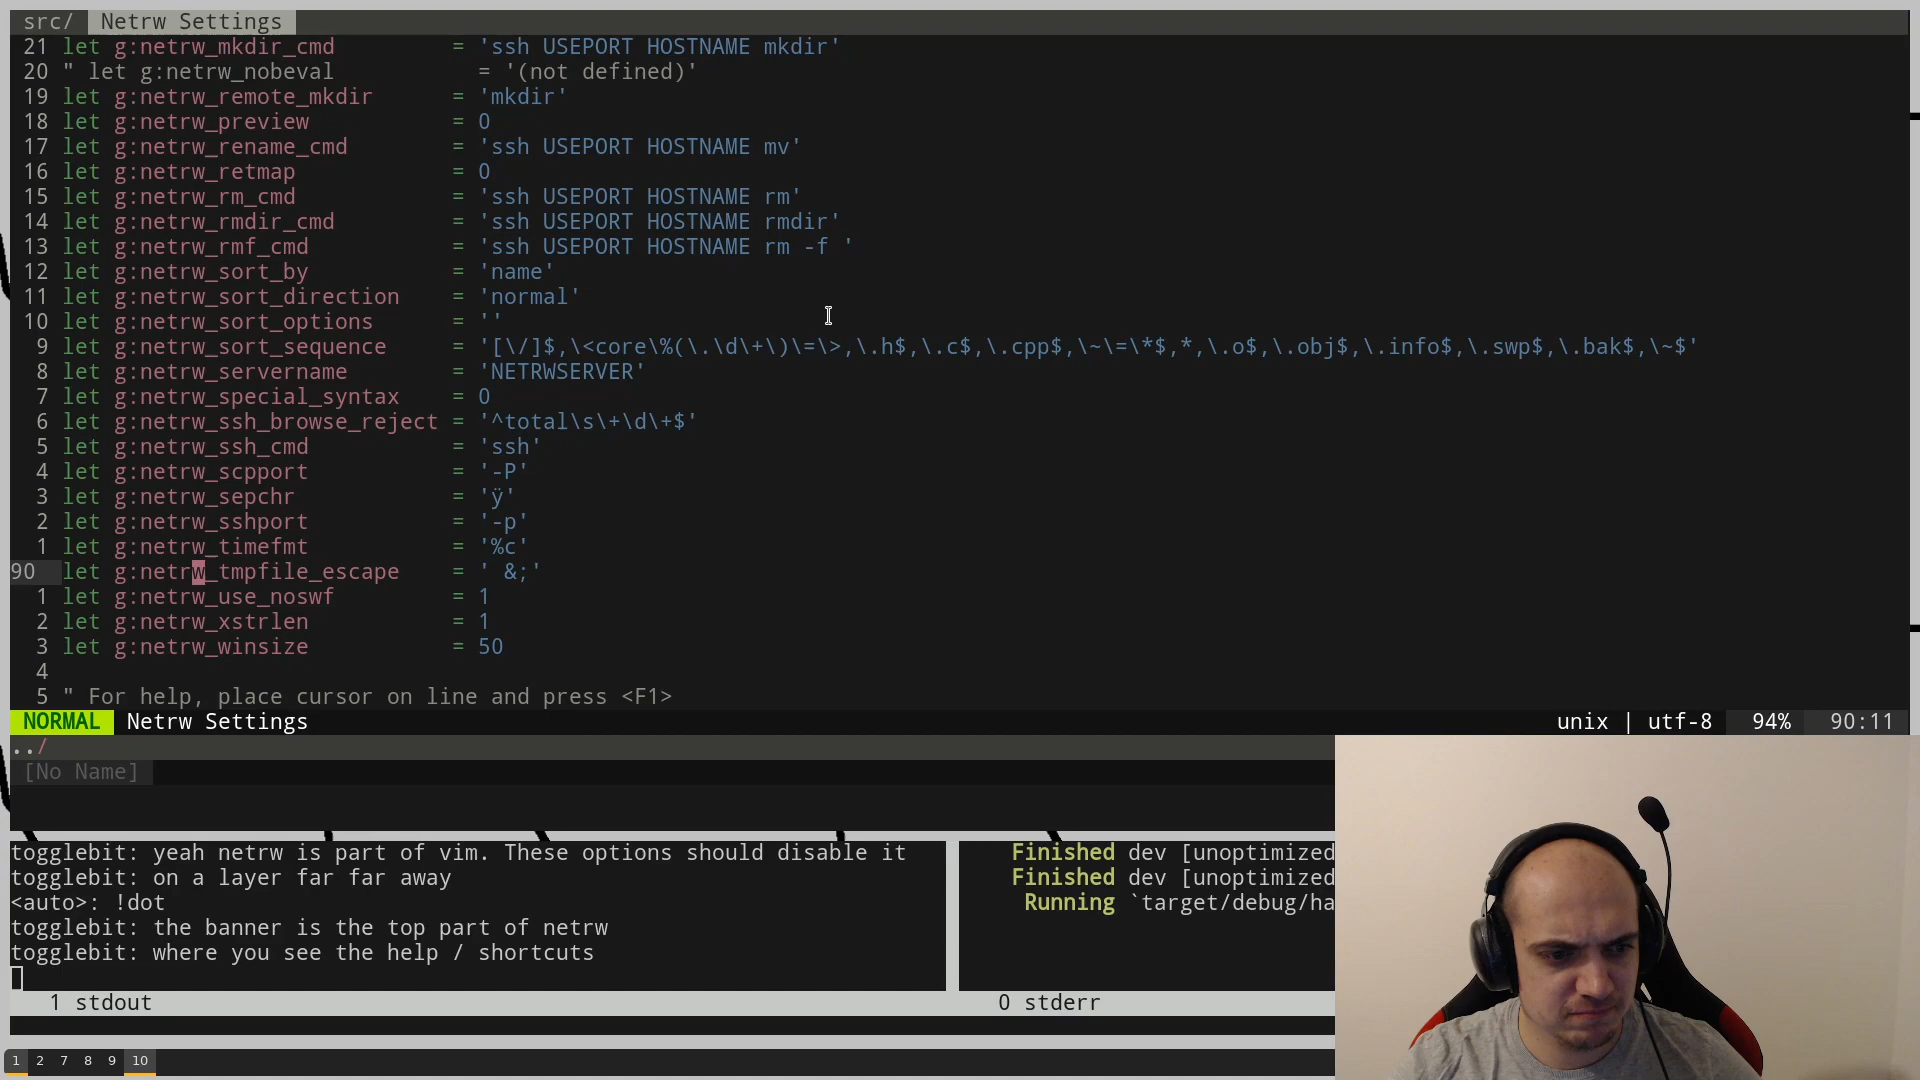 src/ Netrw Settings
21 let g:netrw_mkdir_cmd = 'ssh USEPORT HOSTNAME mkdir'
20 " let g:netrw_nobeval = '(not defined)'
19 let g:netrw_remote_mkdir = 'mkdir'
18 let g:netrw_preview = 0
17 let g:netrw_rename_cmd = 'ssh USEPORT HOSTNAME mv'
16 let g:netrw_retmap = 0
15 let g:netrw_rm_cmd = 'ssh USEPORT HOSTNAME rm'
14 let g:netrw_rmdir_cmd = 'ssh USEPORT HOSTNAME rmdir'
13 let g:netrw_rmf_cmd = 'ssh USEPORT HOSTNAME rm -f '
12 let g:netrw_sort_by = 'name'
11 let g:netrw_sort_direction = 'normal'
10 let g:netrw_sort_options = ''
9 let g:netrw_sort_sequence = '[\/]$,\<core\%(\.\d\+\)\=\>,\.h$,\.c$,\.cpp$,\~\=\*$,*,\.o$,\.obj$,\.info$,\.swp$,\.bak$,\~$'
8 let g:netrw_servername = 'NETRWSERVER'
7 let g:netrw_special_syntax = 0
6 let g:netrw_ssh_browse_reject = '^total\s\+\d\+$'
5 let g:netrw_ssh_cmd = 'ssh'
4 let g:netrw_scpport = '-P'
3 let g:netrw_sepchr = 'ÿ'
2 let g:netrw_sshport = '-p'
1 let g:netrw_timefmt = '%c'
90 let g:netrw_tmpfile_escape = ' &;'
1 let g:netrw_use_noswf = 1
2 let g:netrw_xstrlen = 1
3 let g:netrw_winsize = 50
4
5 " For help, place cursor on line and press <F1>
NORMAL Netrw Settings unix | utf-8 94% 90:11
../
[No Name]
togglebit: yeah netrw is part of vim. These options should disable it
togglebit: on a layer far far away
<auto>: !dot
togglebit: the banner is the top part of netrw
togglebit: where you see the help / shortcuts
1 stdout
Finished dev [unoptimized
Finished dev [unoptimized
Running `target/debug/ha
0 stderr
1 2 7 8 9 10